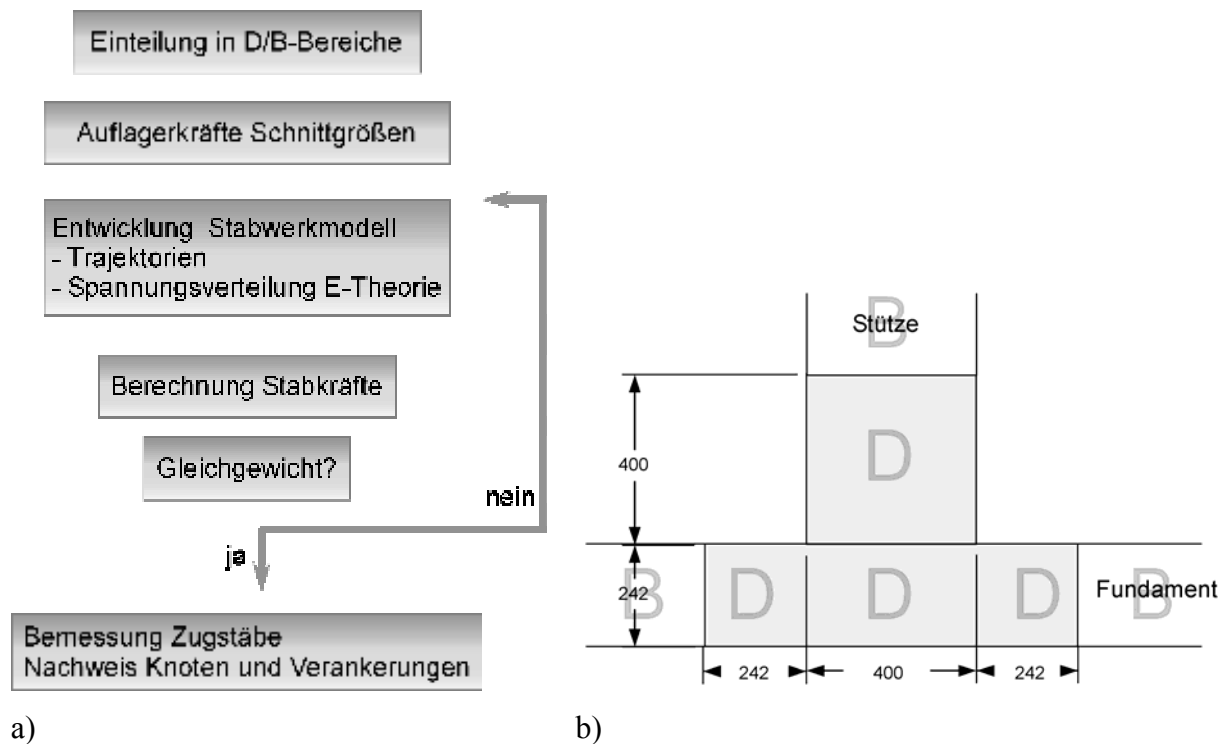 Einteilung in D/B-Bereiche
Auflagerkräfte Schnittgrößen
Entwicklung Stabwerkmodell
- Trajektorien
- Spannungsverteilung E-Theorie
Berechnung Stabkräfte
Gleichgewicht?
nein
ja
Bemessung Zugstäbe
Nachweis Knoten und Verankerungen
a)
B
Stütze
400
D
242
B
D
D
D
Fundament
B
242
400
242
b)